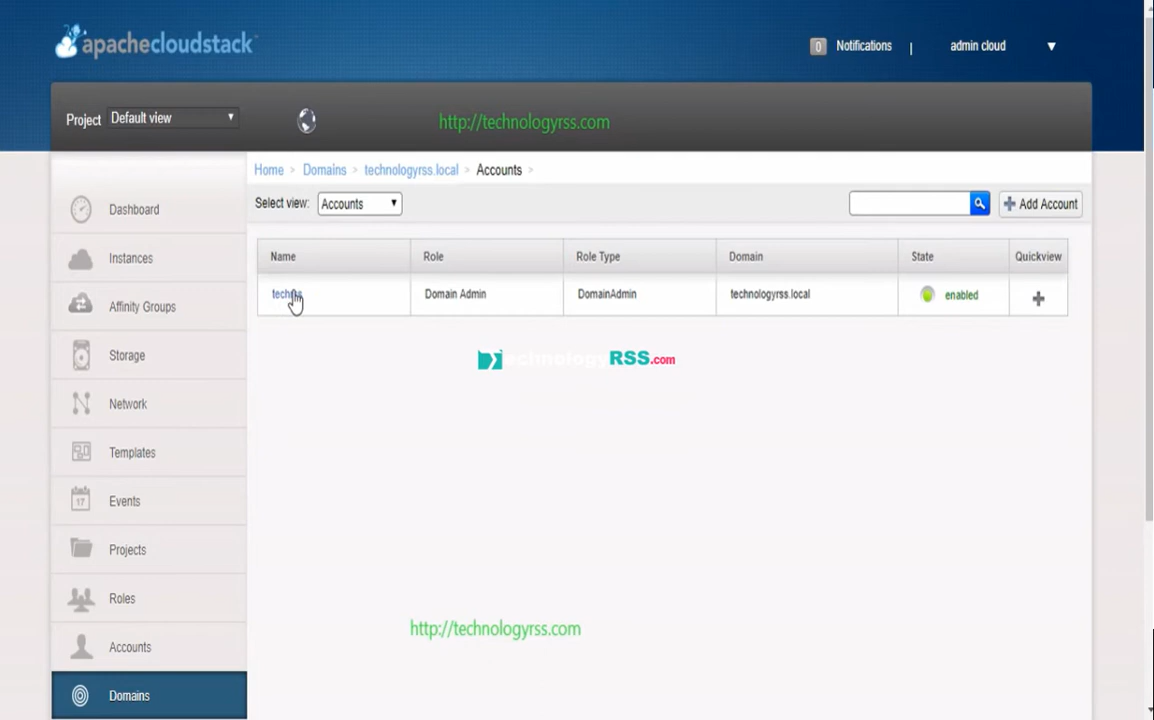 apachecloudstack
0 Notifications | admin cloud
Project Default view
http://technologyrss.com
Home > Domains > technologyrss.local > Accounts >
Select view: Accounts
Add Account
Name Role Role Type Domain State Quickview
Domain Admin DomainAdmin technologyrss.local enabled
Dashboard
Instances
Affinity Groups
Storage
Network
Templates
17
Events
Projects
Roles
Accounts
Domains
echnologyRSS.com
http://technologyrss.com